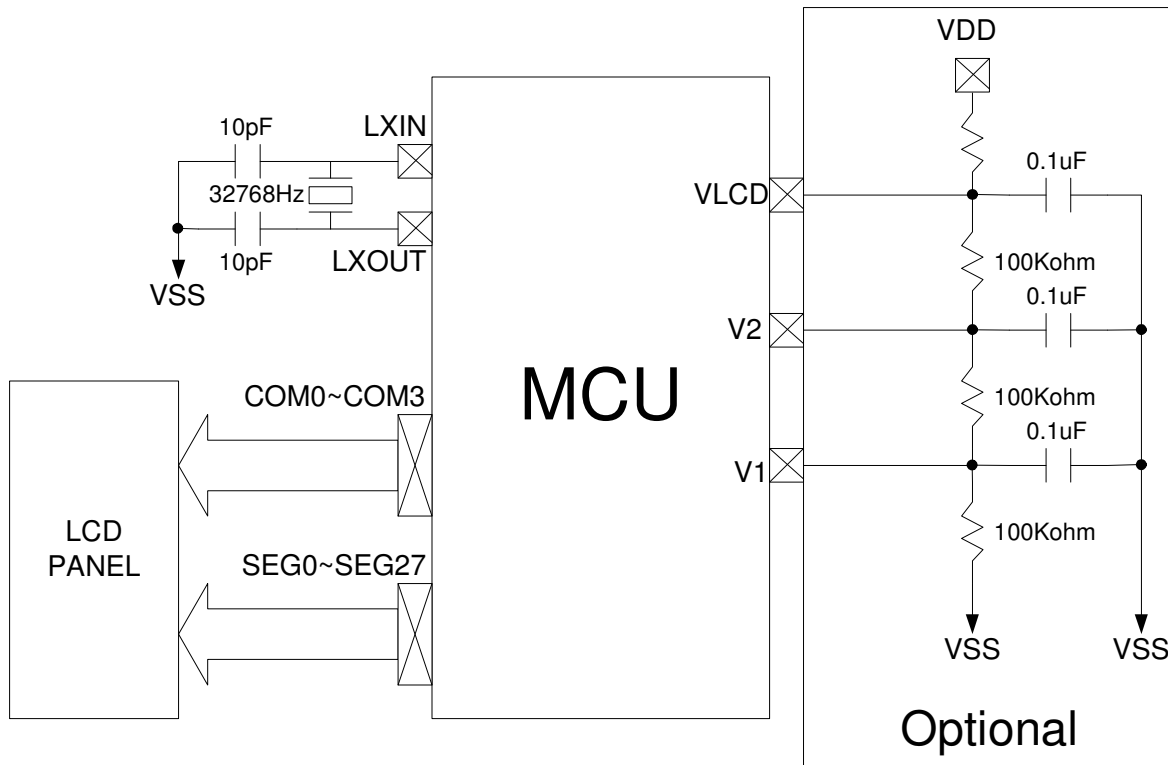 VDD
10pF
LXIN
0.1uF
32768Hz
VLCD
10pF
LXOUT
100Kohm
VSS
0.1uF
V2
MCU
COM0~COM3
100Kohm
0.1uF
V1
LCD
PANEL
100Kohm
SEG0~SEG27
VSS
VSS
Optional